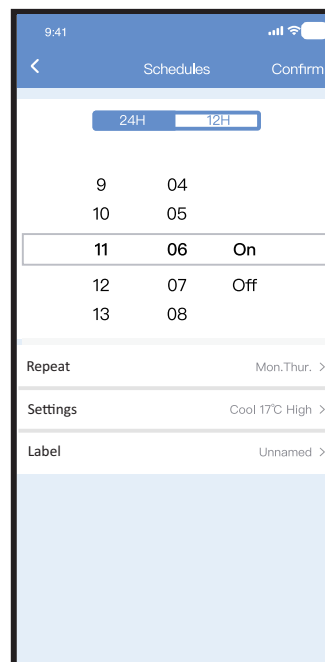 9:41
Schedules Confirm
24H 12H
9 04
10 05
11 06 On
12 07 Off
13 08
Repeat Mon.Thur. >
Settings Cool 17℃ High >
Label Unnamed >